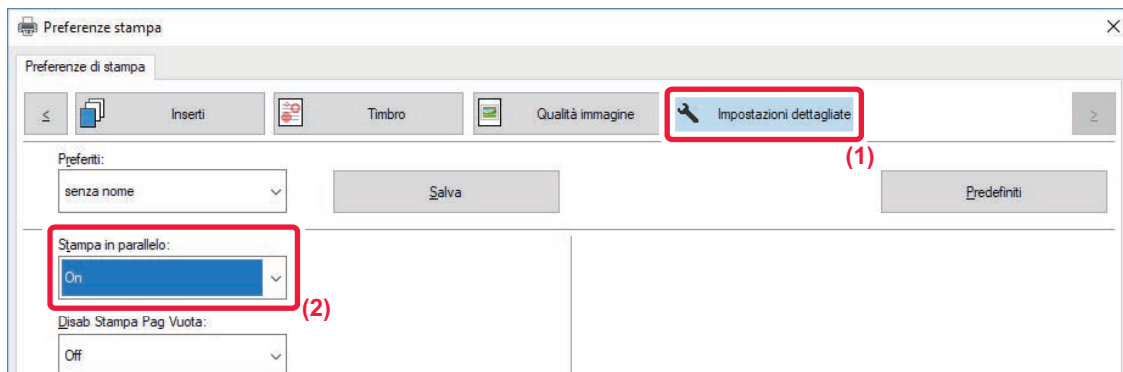 Preferenze stampa
Preferenze di stampa
< Inserti Timbro Qualità immagine Impostazioni dettagliate >
(1)
Preferiti:
senza nome Salva Predefiniti
Stampa in parallelo:
On
(2)
Disab Stampa Pag Vuota:
Off